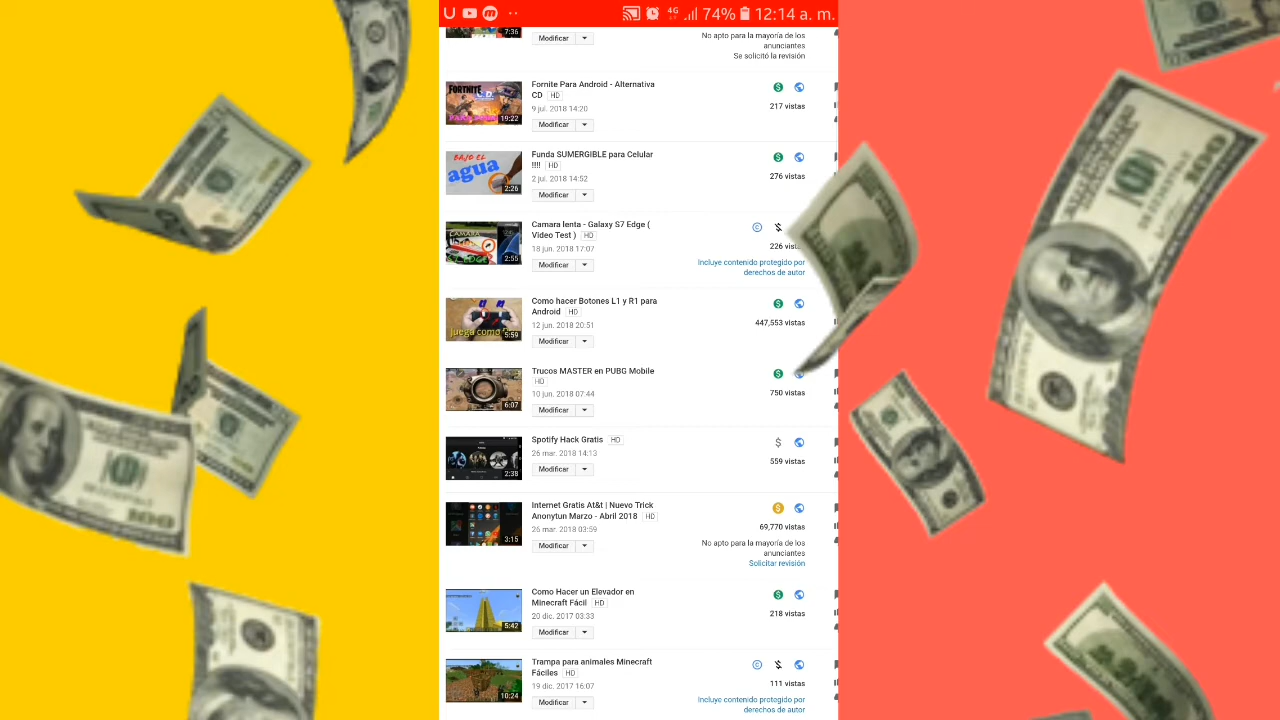 74% 12:14 a. m.
4G
7:36
Modificar
No apto para la mayoría de los
anunciantes
Se solicitó la revisión
FORTNITE
19:22
Fornite Para Android - Alternativa
CD HD
9 jul. 2018 14:20
Modificar
217 vistas
BAJO EL
agua
2:26
Funda SUMERGIBLE para Celular
!!!! HD
2 jul. 2018 14:52
Modificar
276 vistas
CAMARA
2:55
Camara lenta - Galaxy S7 Edge (
Video Test ) HD
18 jun. 2018 17:07
Modificar
226
Incluye contenido protegido por
derechos de autor
juega como
5:59
Como hacer Botones L1 y R1 para
Android HD
12 jun. 2018 20:51
Modificar
447,553 vistas
6:07
Trucos MASTER en PUBG Mobile
HD
10 jun. 2018 07:44
Modificar
750 vistas
2:38
Spotify Hack Gratis HD
26 mar. 2018 14:13
Modificar
559 vistas
3:15
Internet Gratis At&t | Nuevo Trick
Anonytun Marzo - Abril 2018 HD
26 mar. 2018 03:59
Modificar
69,770 vistas
No apto para la mayoría de los
anunciantes
Solicitar revisión
5:42
Como Hacer un Elevador en
Minecraft Fácil HD
20 dic. 2017 03:33
Modificar
218 vistas
10:24
Trampa para animales Minecraft
Fáciles HD
19 dic. 2017 16:07
Modificar
111 vistas
Incluye contenido protegido por
derechos de autor